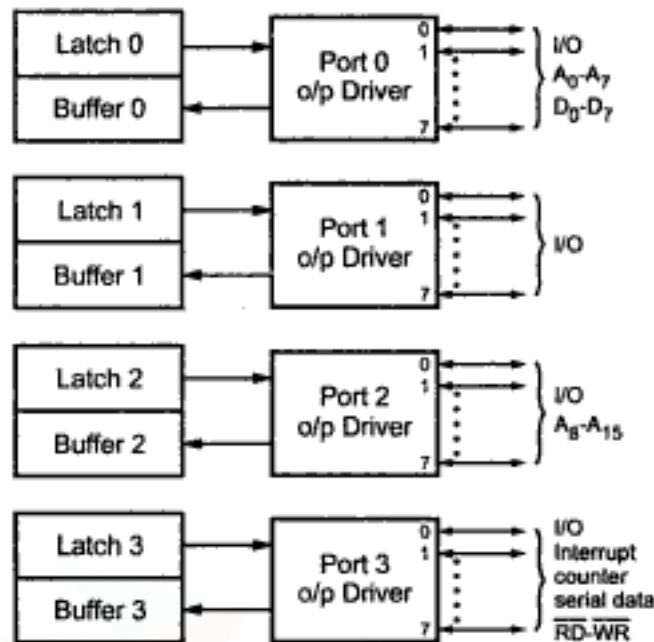 Latch 0
Buffer 0
Port 0
o/p Driver
0
1
7
I/O
A0-A7
D0-D7
Latch 1
Buffer 1
Port 1
o/p Driver
0
1
7
I/O
Latch 2
Buffer 2
Port 2
o/p Driver
0
1
7
I/O
A8-A15
Latch 3
Buffer 3
Port 3
o/p Driver
0
1
7
I/O
Interrupt
counter
serial data
R̅D̅-W̅R̅